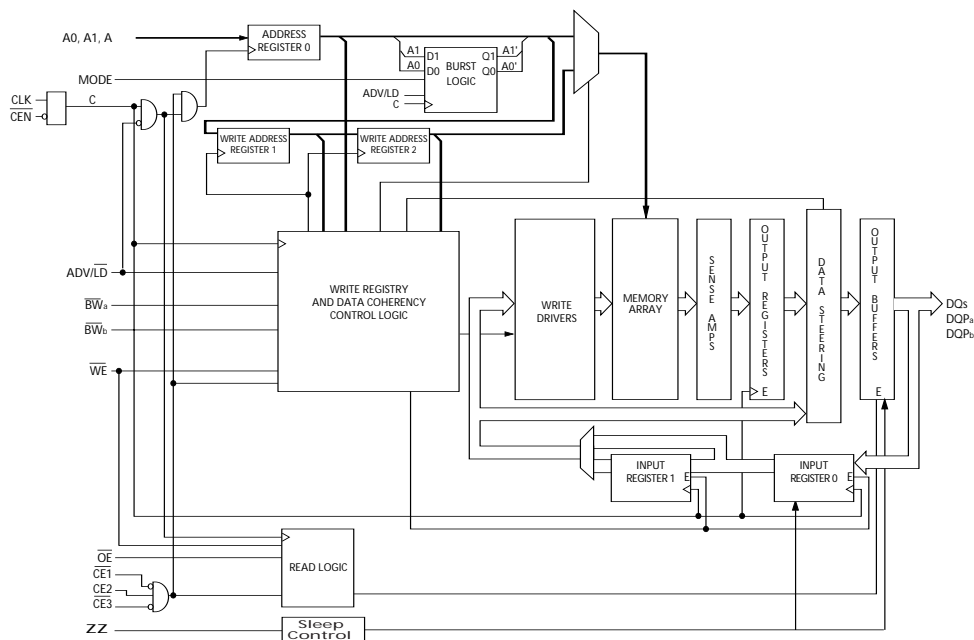 A0, A1, A
ADDRESS
REGISTER 0
MODE
A1
A0
D1
D0
BURST
LOGIC
Q1
Q0
A1'
A0'
ADV/LD
C
CLK
CEN
C
WRITE ADDRESS
REGISTER 1
WRITE ADDRESS
REGISTER 2
ADV/LD
BWa
BWb
WE
WRITE REGISTRY
AND DATA COHERENCY
CONTROL LOGIC
WRITE
DRIVERS
MEMORY
ARRAY
SENSE AMPS
OUTPUT REGISTERS
E
DATA STEERING
OUTPUT BUFFERS
E
DQs
DQPa
DQPb
INPUT
REGISTER 1
E
INPUT
REGISTER 0
E
OE
CE1
CE2
CE3
READ LOGIC
ZZ
Sleep
Control